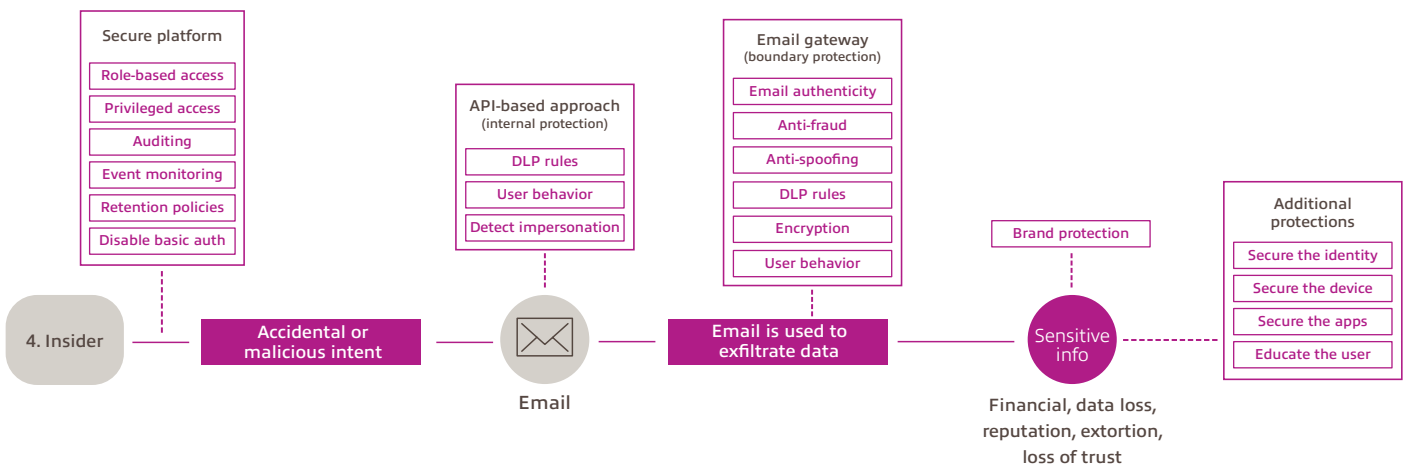 Secure platform
Role-based access
Privileged access
Auditing
Event monitoring
Retention policies
Disable basic auth
API-based approach
(internal protection)
DLP rules
User behavior
Detect impersonation
Email gateway
(boundary protection)
Email authenticity
Anti-fraud
Anti-spoofing
DLP rules
Encryption
User behavior
Brand protection
Additional
protections
Secure the identity
Secure the device
Secure the apps
Educate the user
4. Insider
Accidental or
malicious intent
Email
Email is used to
exfiltrate data
Sensitive
info
Financial, data loss,
reputation, extortion,
loss of trust